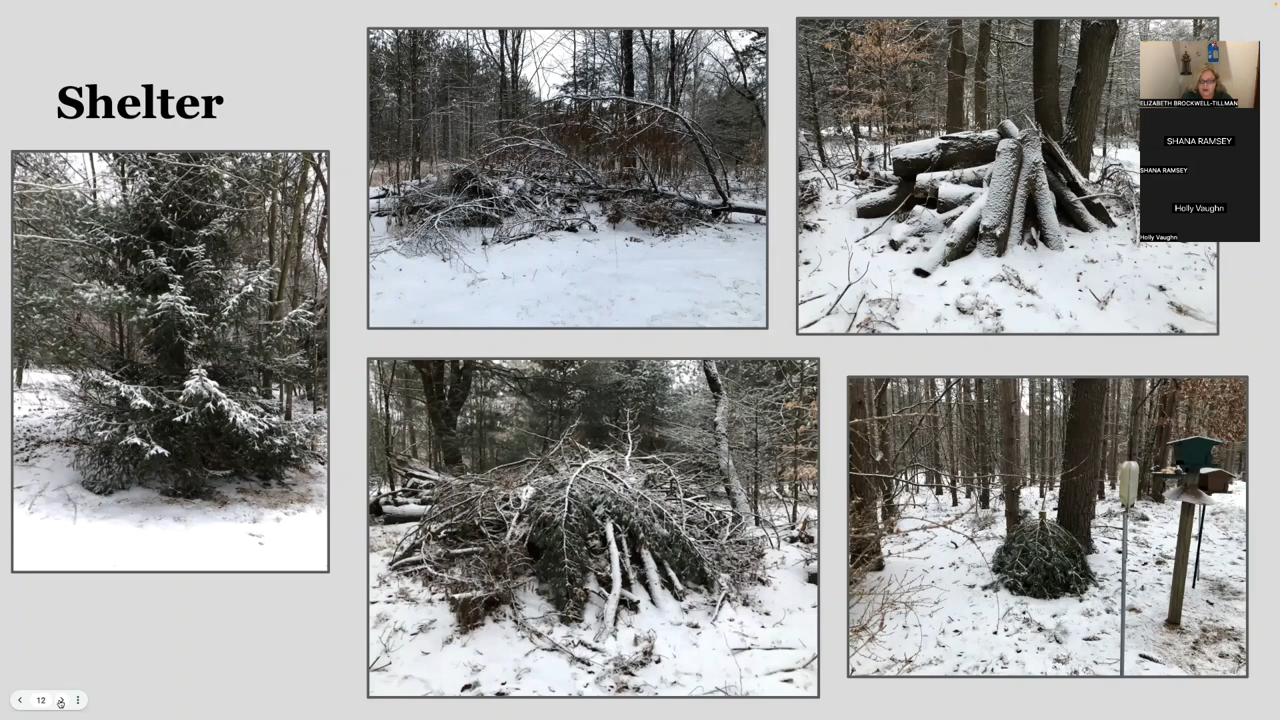 Shelter
ELIZABETH BROCKWELL-TILLMAN
SHANA RAMSEY
SHANA RAMSEY
Holly Vaughn
Holly Vaughn
12